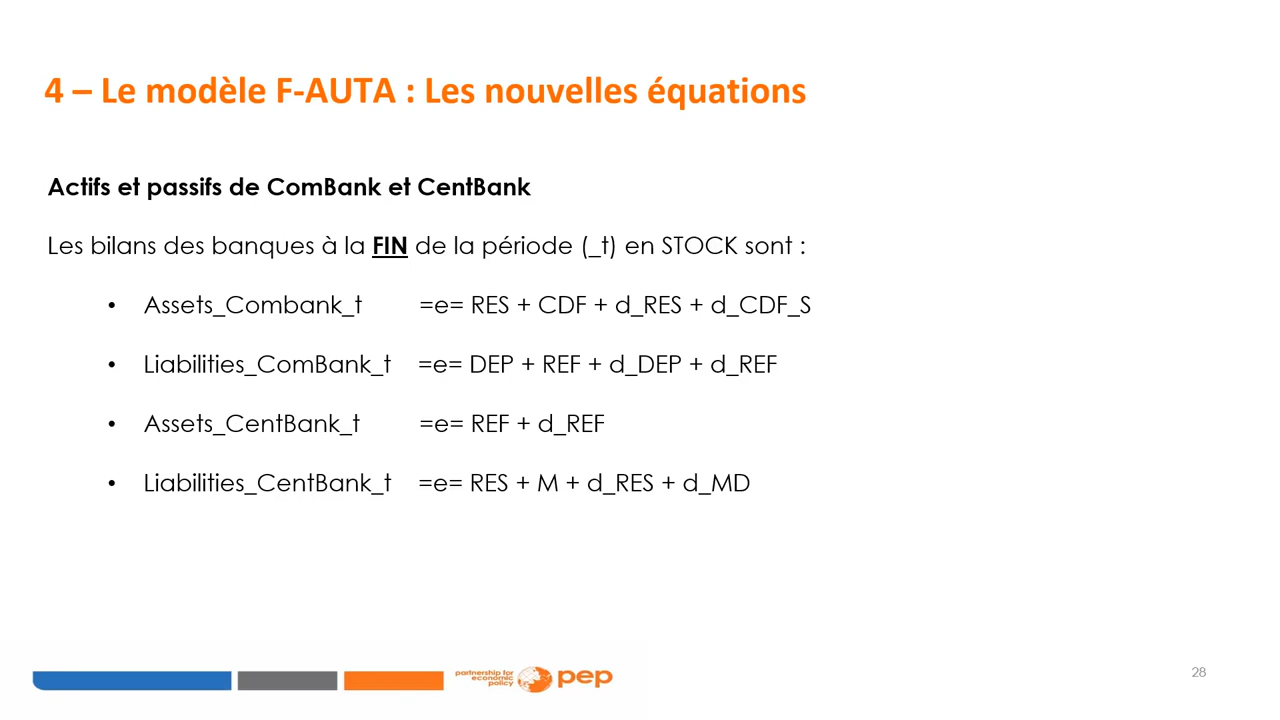 4 – Le modèle F-AUTA : Les nouvelles équations
Actifs et passifs de ComBank et CentBank
Les bilans des banques à la FIN de la période (_t) en STOCK sont :
• Assets_Combank_t =e= RES + CDF + d_RES + d_CDF_S
• Liabilities_ComBank_t =e= DEP + REF + d_DEP + d_REF
• Assets_CentBank_t =e= REF + d_REF
• Liabilities_CentBank_t =e= RES + M + d_RES + d_MD
partnership for
economic
policy
pep
28